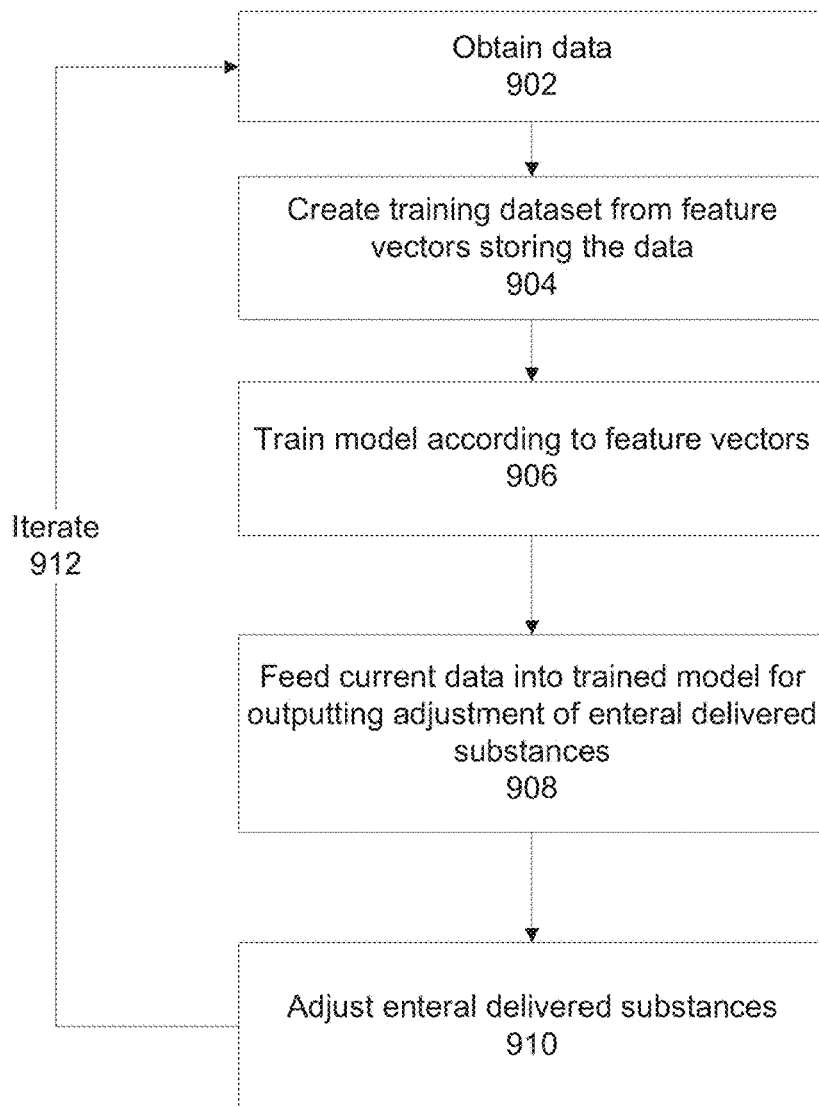 Obtain data
902
Create training dataset from feature
vectors storing the data
904
Train model according to feature vectors
906
Iterate
912
Feed current data into trained model for
outputting adjustment of enteral delivered
substances
908
Adjust enteral delivered substances
910